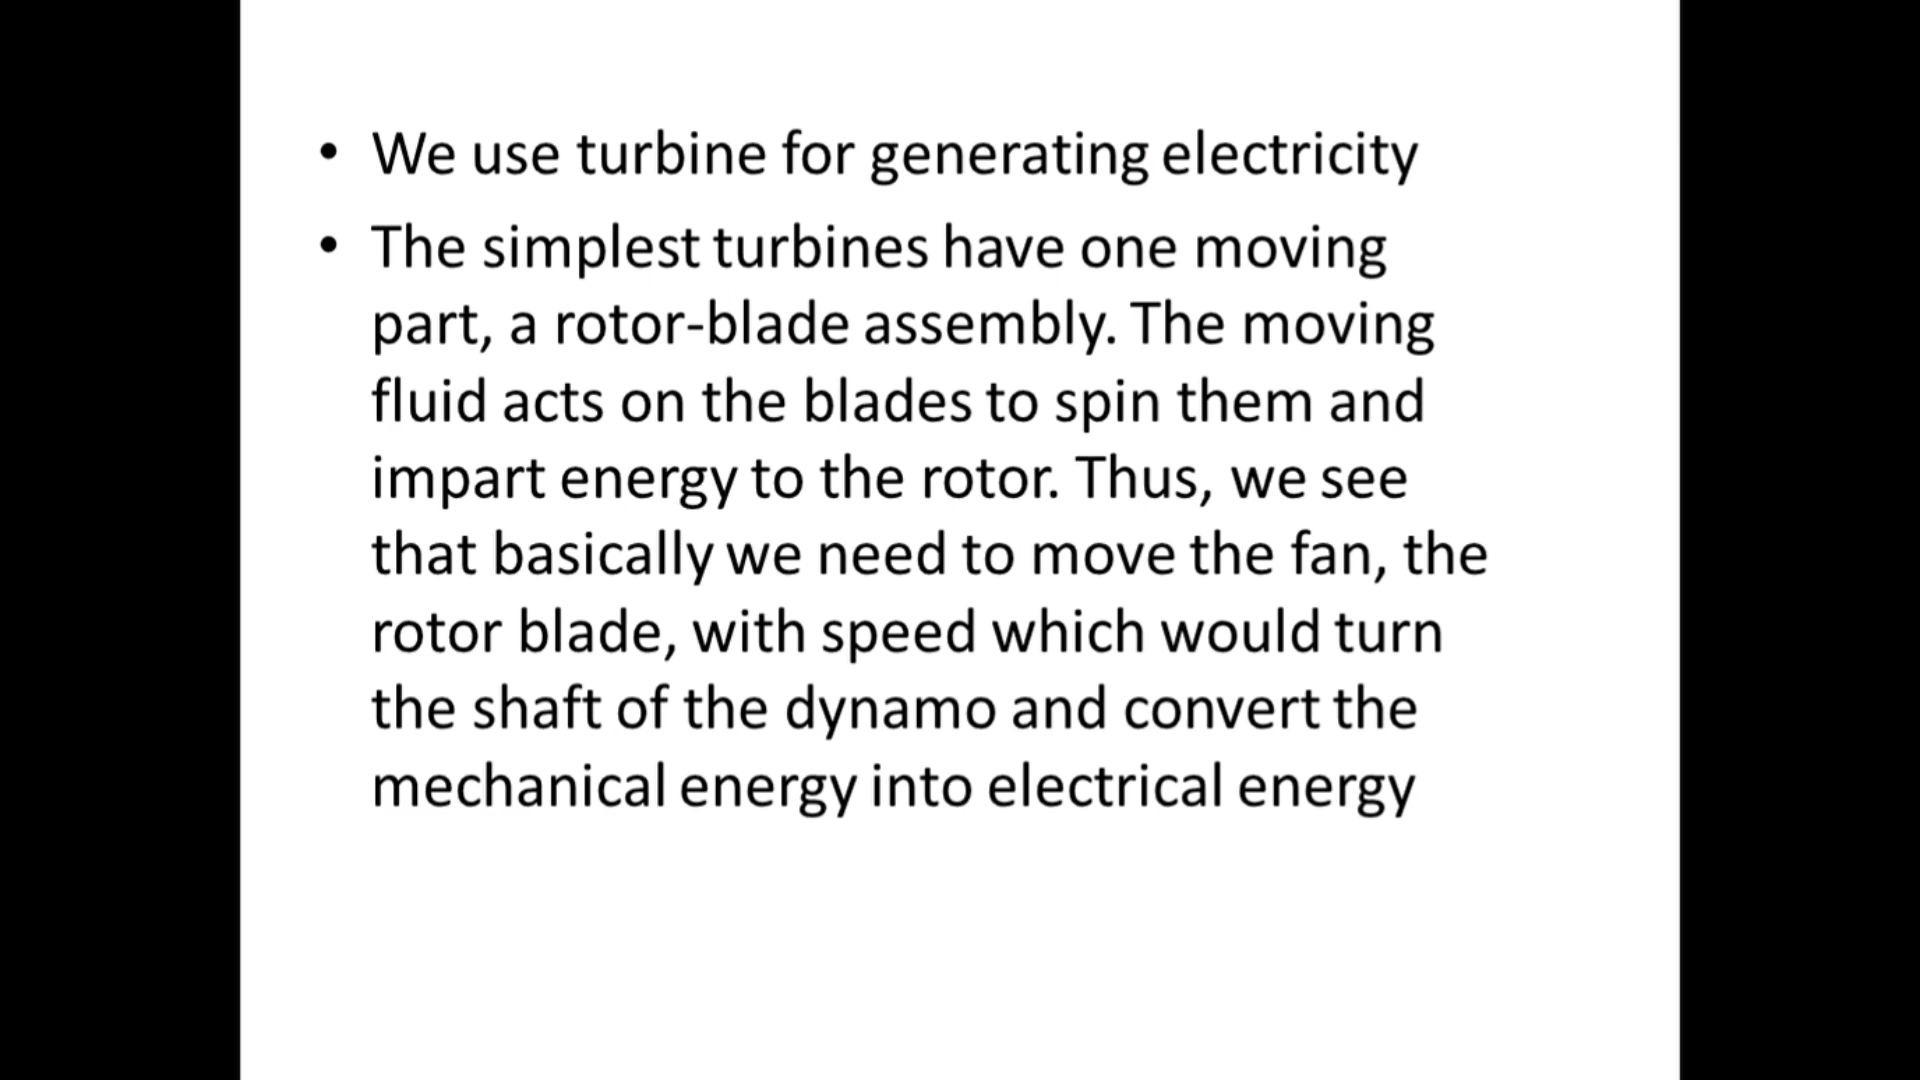 • We use turbine for generating electricity
• The simplest turbines have one moving
part, a rotor-blade assembly. The moving
fluid acts on the blades to spin them and
impart energy to the rotor. Thus, we see
that basically we need to move the fan, the
rotor blade, with speed which would turn
the shaft of the dynamo and convert the
mechanical energy into electrical energy